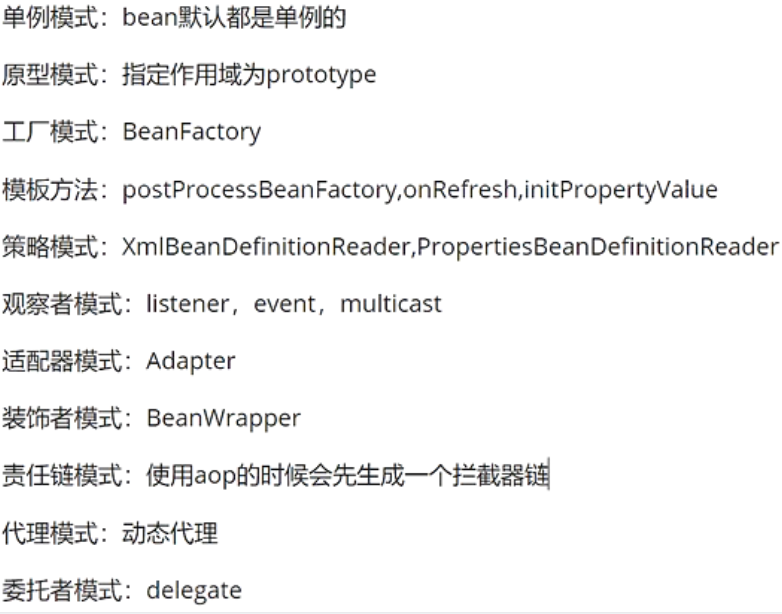 单例模式：bean默认都是单例的
原型模式：指定作用域为prototype
工厂模式：BeanFactory
模板方法：postProcessBeanFactory,onRefresh,initPropertyValue
策略模式：XmlBeanDefinitionReader,PropertiesBeanDefinitionReader
观察者模式：listener，event，multicast
适配器模式：Adapter
装饰者模式：BeanWrapper
责任链模式：使用aop的时候会先生成一个拦截器链
代理模式：动态代理
委托者模式：delegate